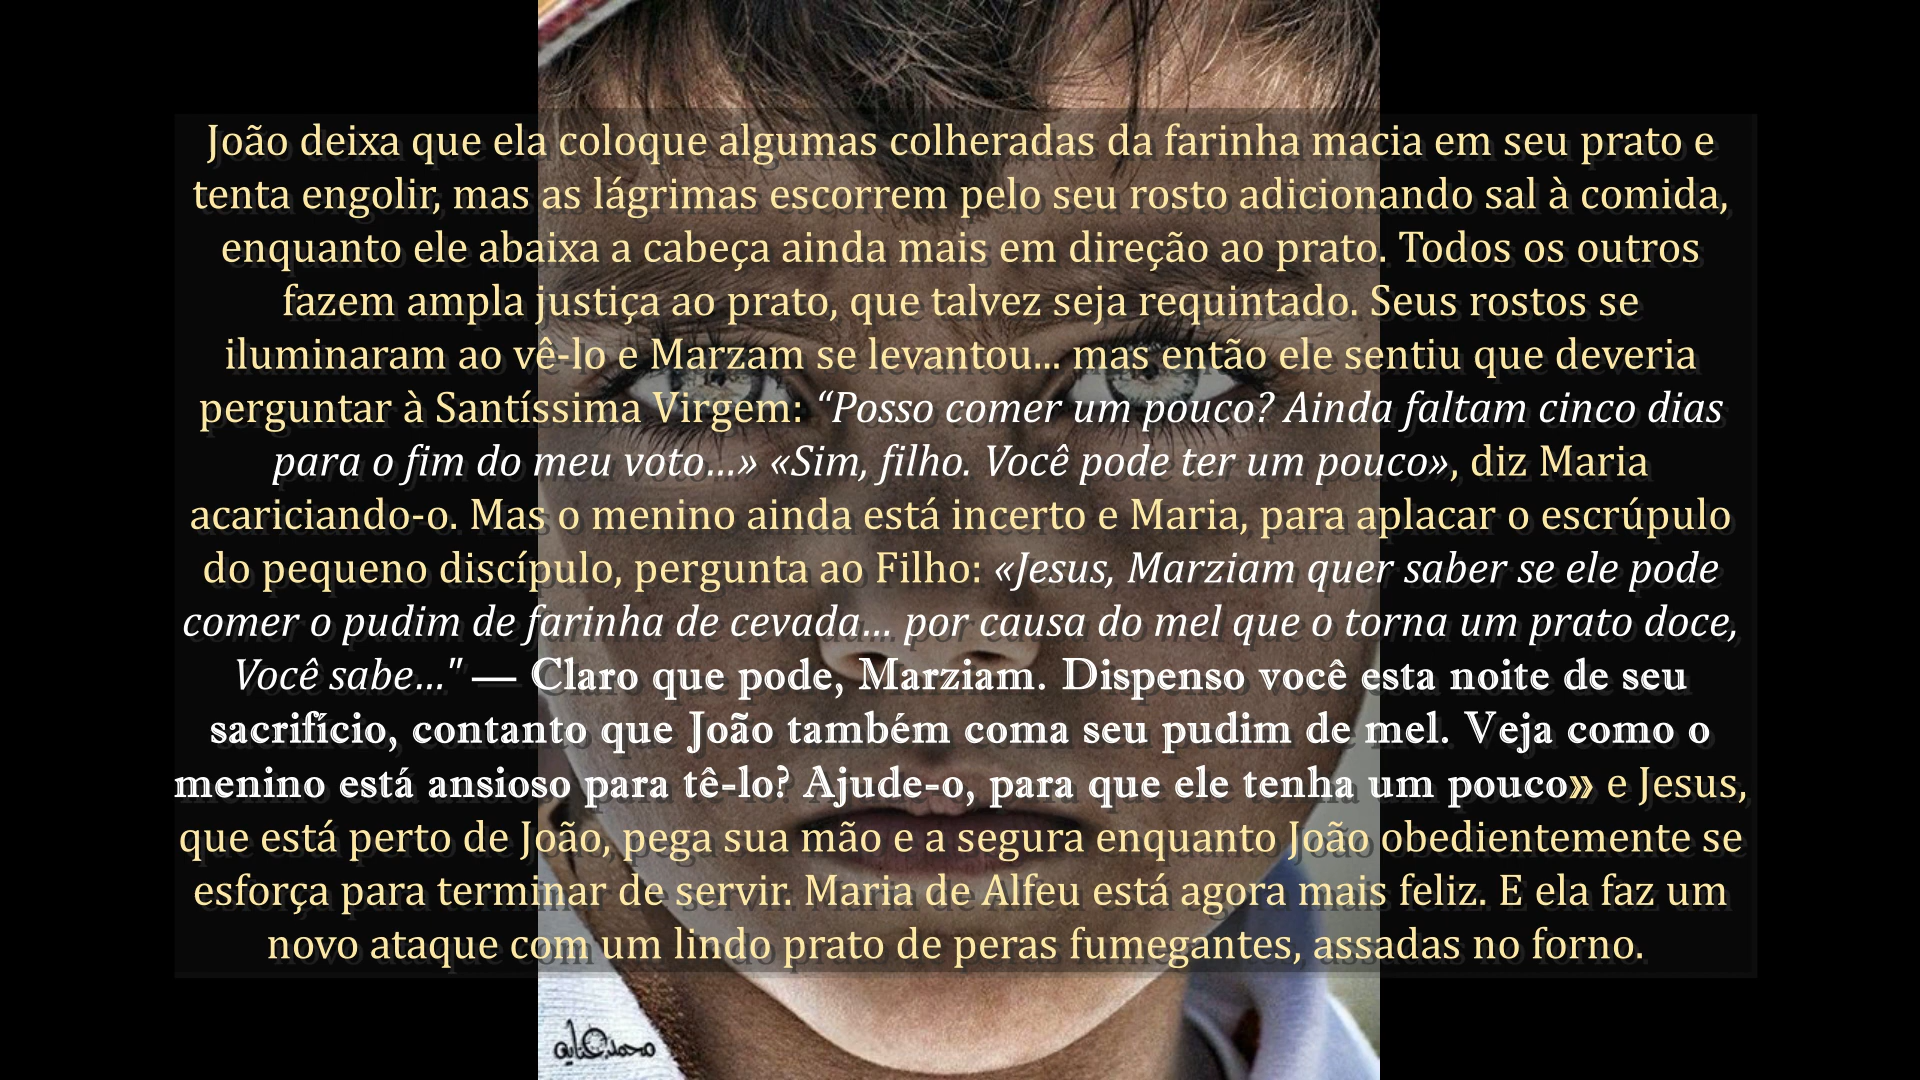 João deixa que ela coloque algumas colheradas da farinha macia em seu prato e
tenta engolir, mas as lágrimas escorrem pelo seu rosto adicionando sal à comida,
enquanto ele abaixa a cabeça ainda mais em direção ao prato. Todos os outros
fazem ampla justiça ao prato, que talvez seja requintado. Seus rostos se
iluminaram ao vê-lo e Marzam se levantou... mas então ele sentiu que deveria
perguntar à Santíssima Virgem: “Posso comer um pouco? Ainda faltam cinco dias
para o fim do meu voto...» «Sim, filho. Você pode ter um pouco», diz Maria
acariciando-o. Mas o menino ainda está incerto e Maria, para aplacar o escrúpulo
do pequeno discípulo, pergunta ao Filho: «Jesus, Marziam quer saber se ele pode
comer o pudim de farinha de cevada... por causa do mel que o torna um prato doce,
Você sabe..." — Claro que pode, Marziam. Dispenso você esta noite de seu
sacrifício, contanto que João também coma seu pudim de mel. Veja como o
menino está ansioso para tê-lo? Ajude-o, para que ele tenha um pouco» e Jesus,
que está perto de João, pega sua mão e a segura enquanto João obedientemente se
esforça para terminar de servir. Maria de Alfeu está agora mais feliz. E ela faz um
novo ataque com um lindo prato de peras fumegantes, assadas no forno.